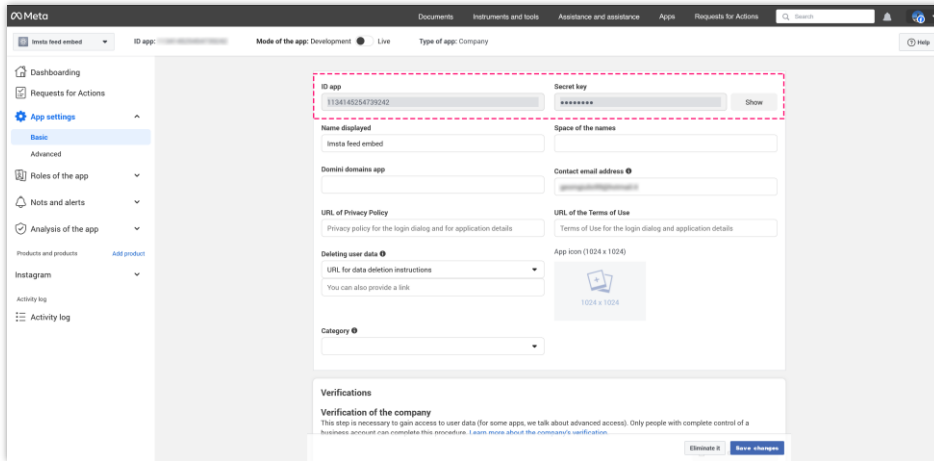 Meta
Documents
Instruments and tools
Assistance and assistance
Apps
Requests for Actions
Search
Imsta feed embed
ID app:
Mode of the app: Development
Live
Type of app: Company
Help
Dashboarding
Requests for Actions
App settings
Basic
Advanced
Roles of the app
Nots and alerts
Analysis of the app
Products and products
Add product
Instagram
Activity log
Activity log
ID app
Secret key
1134145254739242
••••••••
Show
Name displayed
Space of the names
Imsta feed embed
Domini domains app
Contact email address
URL of Privacy Policy
URL of the Terms of Use
Privacy policy for the login dialog and for application details
Terms of Use for the login dialog and application details
Deleting user data
App icon (1024 x 1024)
URL for data deletion instructions
You can also provide a link
1024 x 1024
Category
Verifications
Verification of the company
This step is necessary to gain access to user data (for some apps, we talk about advanced access). Only people with complete control of a
business account can complete this procedure. Learn more about the company's verification.
Eliminate it
Save changes